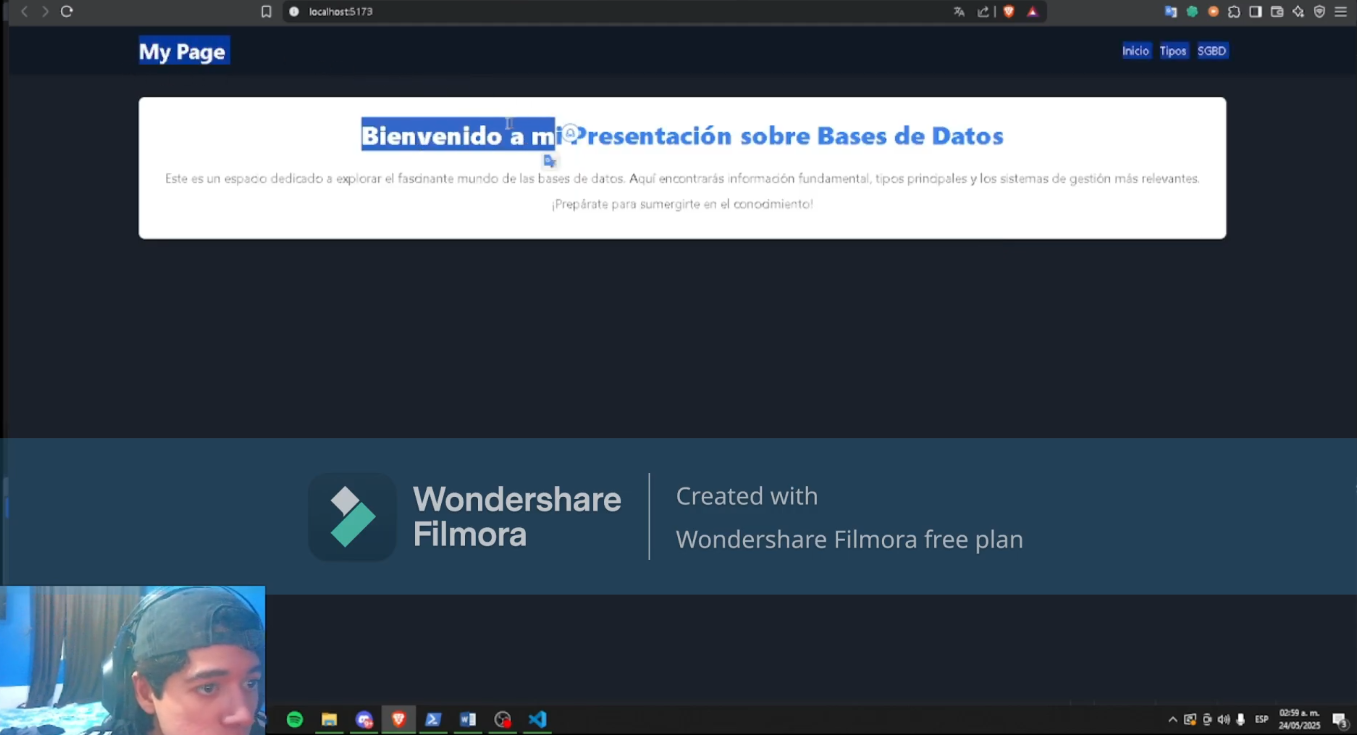 localhost:5173
My Page
Inicio Tipos SGBD
Bienvenido a mi Presentación sobre Bases de Datos
Este es un espacio dedicado a explorar el fascinante mundo de las bases de datos. Aquí encontrarás información fundamental, tipos principales y los sistemas de gestión más relevantes.
¡Prepárate para sumergirte en el conocimiento!
Wondershare
Filmora
Created with
Wondershare Filmora free plan
ESP
02:59 a. m.
24/05/2025
3